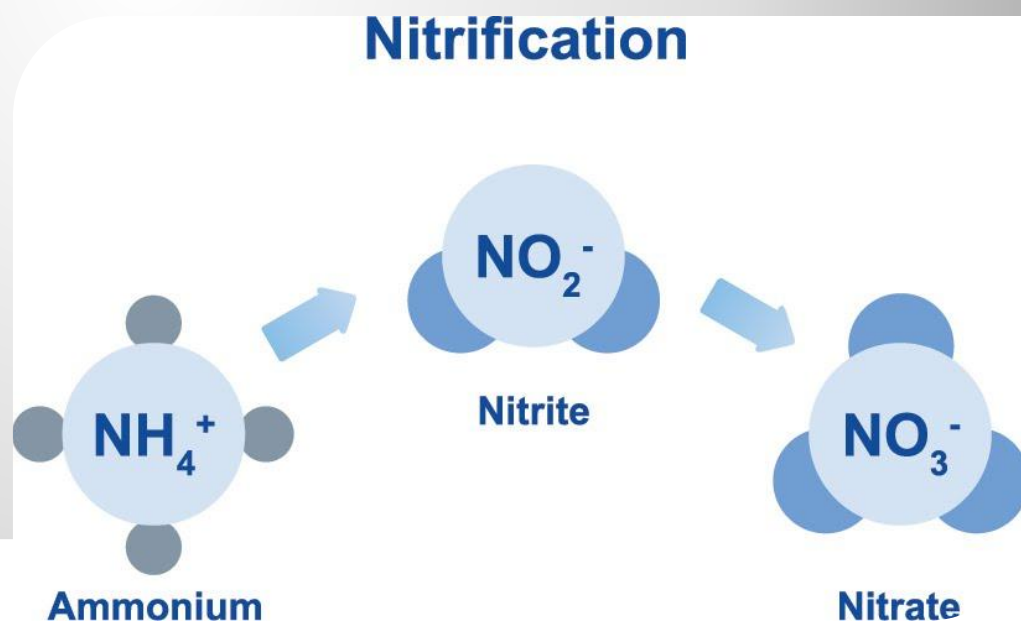 Nitrification
NO₂⁻
Nitrite
NH₄⁺
NO₃⁻
Ammonium
Nitrate